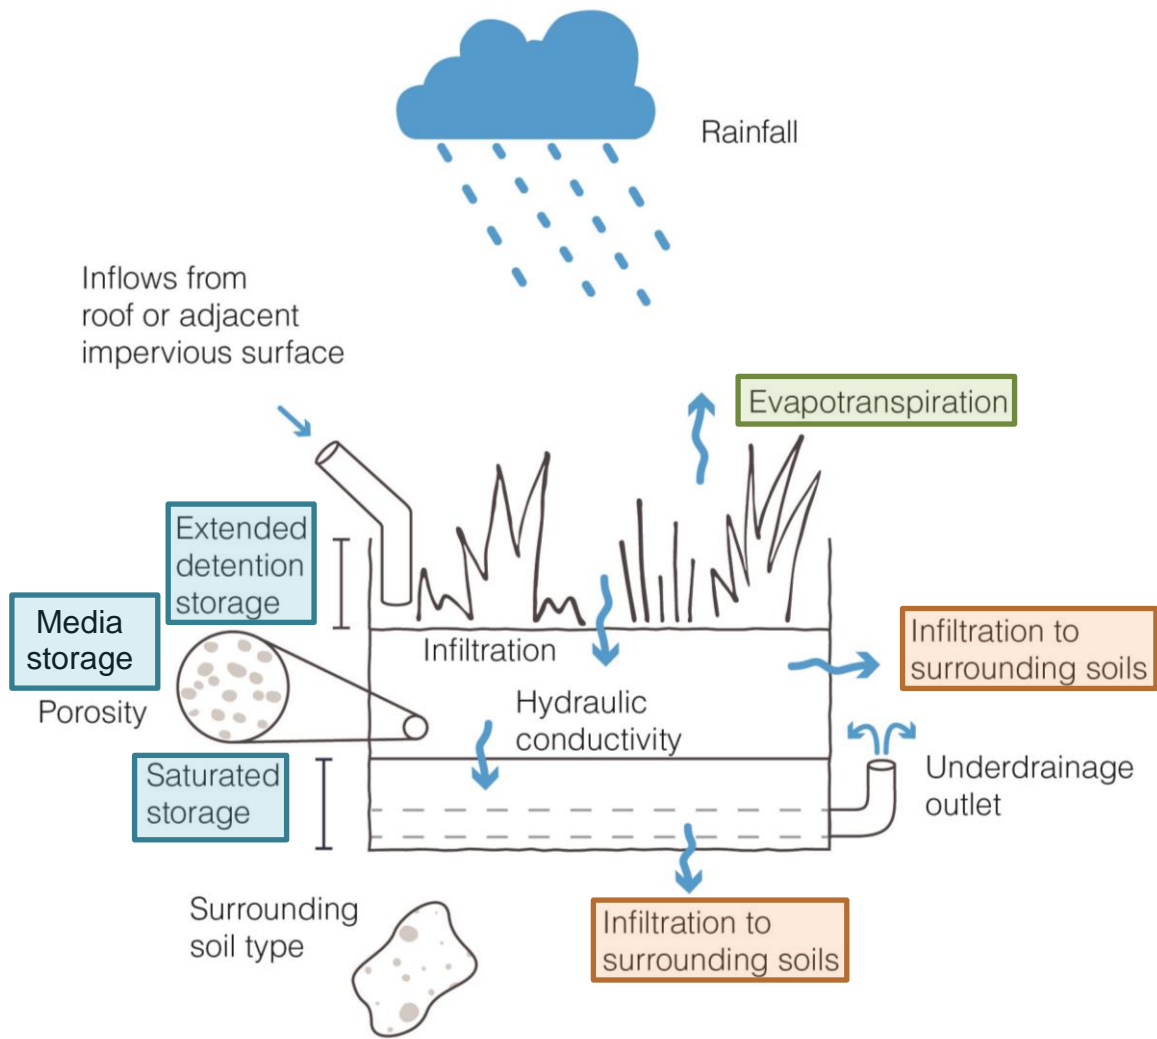 Rainfall
Inflows from
roof or adjacent
impervious surface
Evapotranspiration
Extended
detention
storage
Media
storage
Porosity
Infiltration
Hydraulic
conductivity
Infiltration to
surrounding soils
Saturated
storage
Underdrainage
outlet
Surrounding
soil type
Infiltration to
surrounding soils